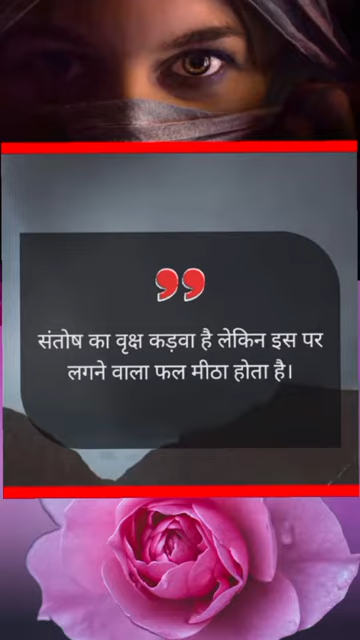 संतोष का वृक्ष कड़वा है लेकिन इस पर
लगने वाला फल मीठा होता है।